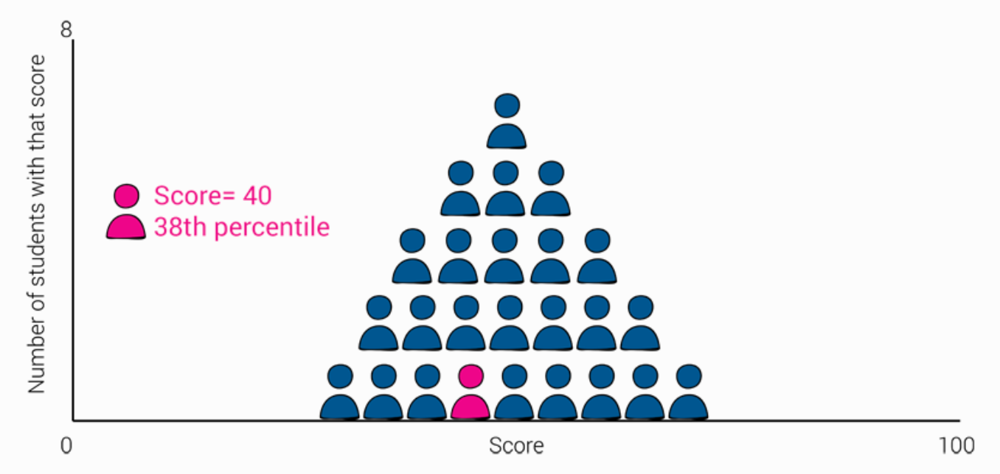 8
Number of students with that score
Score= 40
38th percentile
0
Score
100